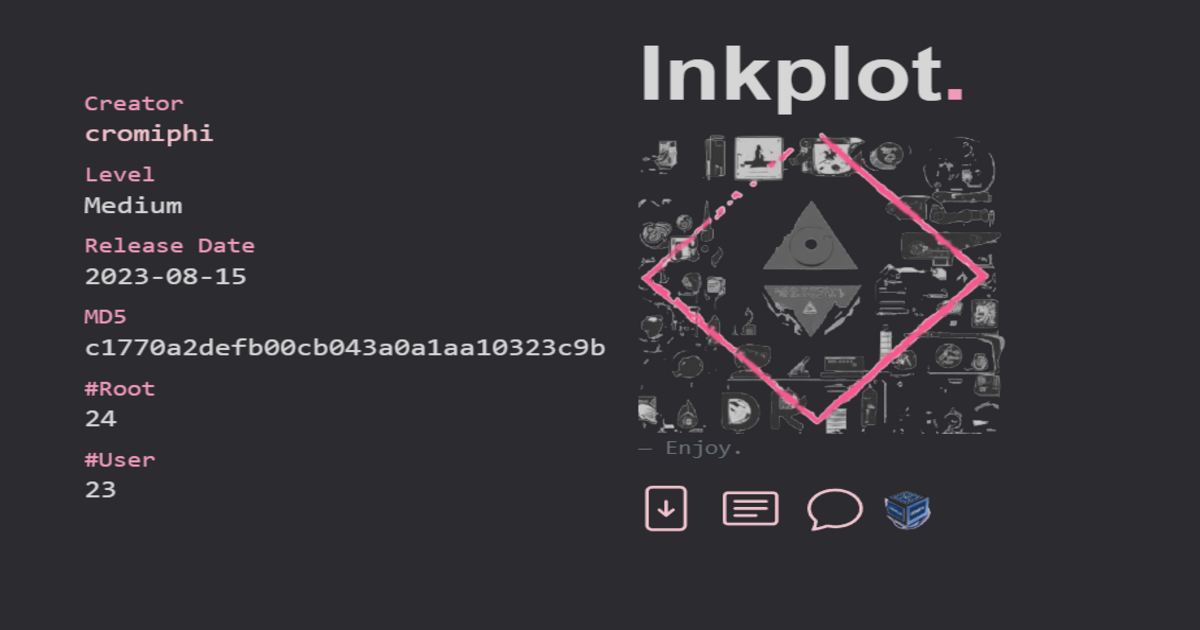 Inkplot.
Creator
cromiphi
Level
Medium
Release Date
2023-08-15
MD5
c1770a2defb00cb043a0a1aa10323c9b
#Root
24
#User
23
– Enjoy.